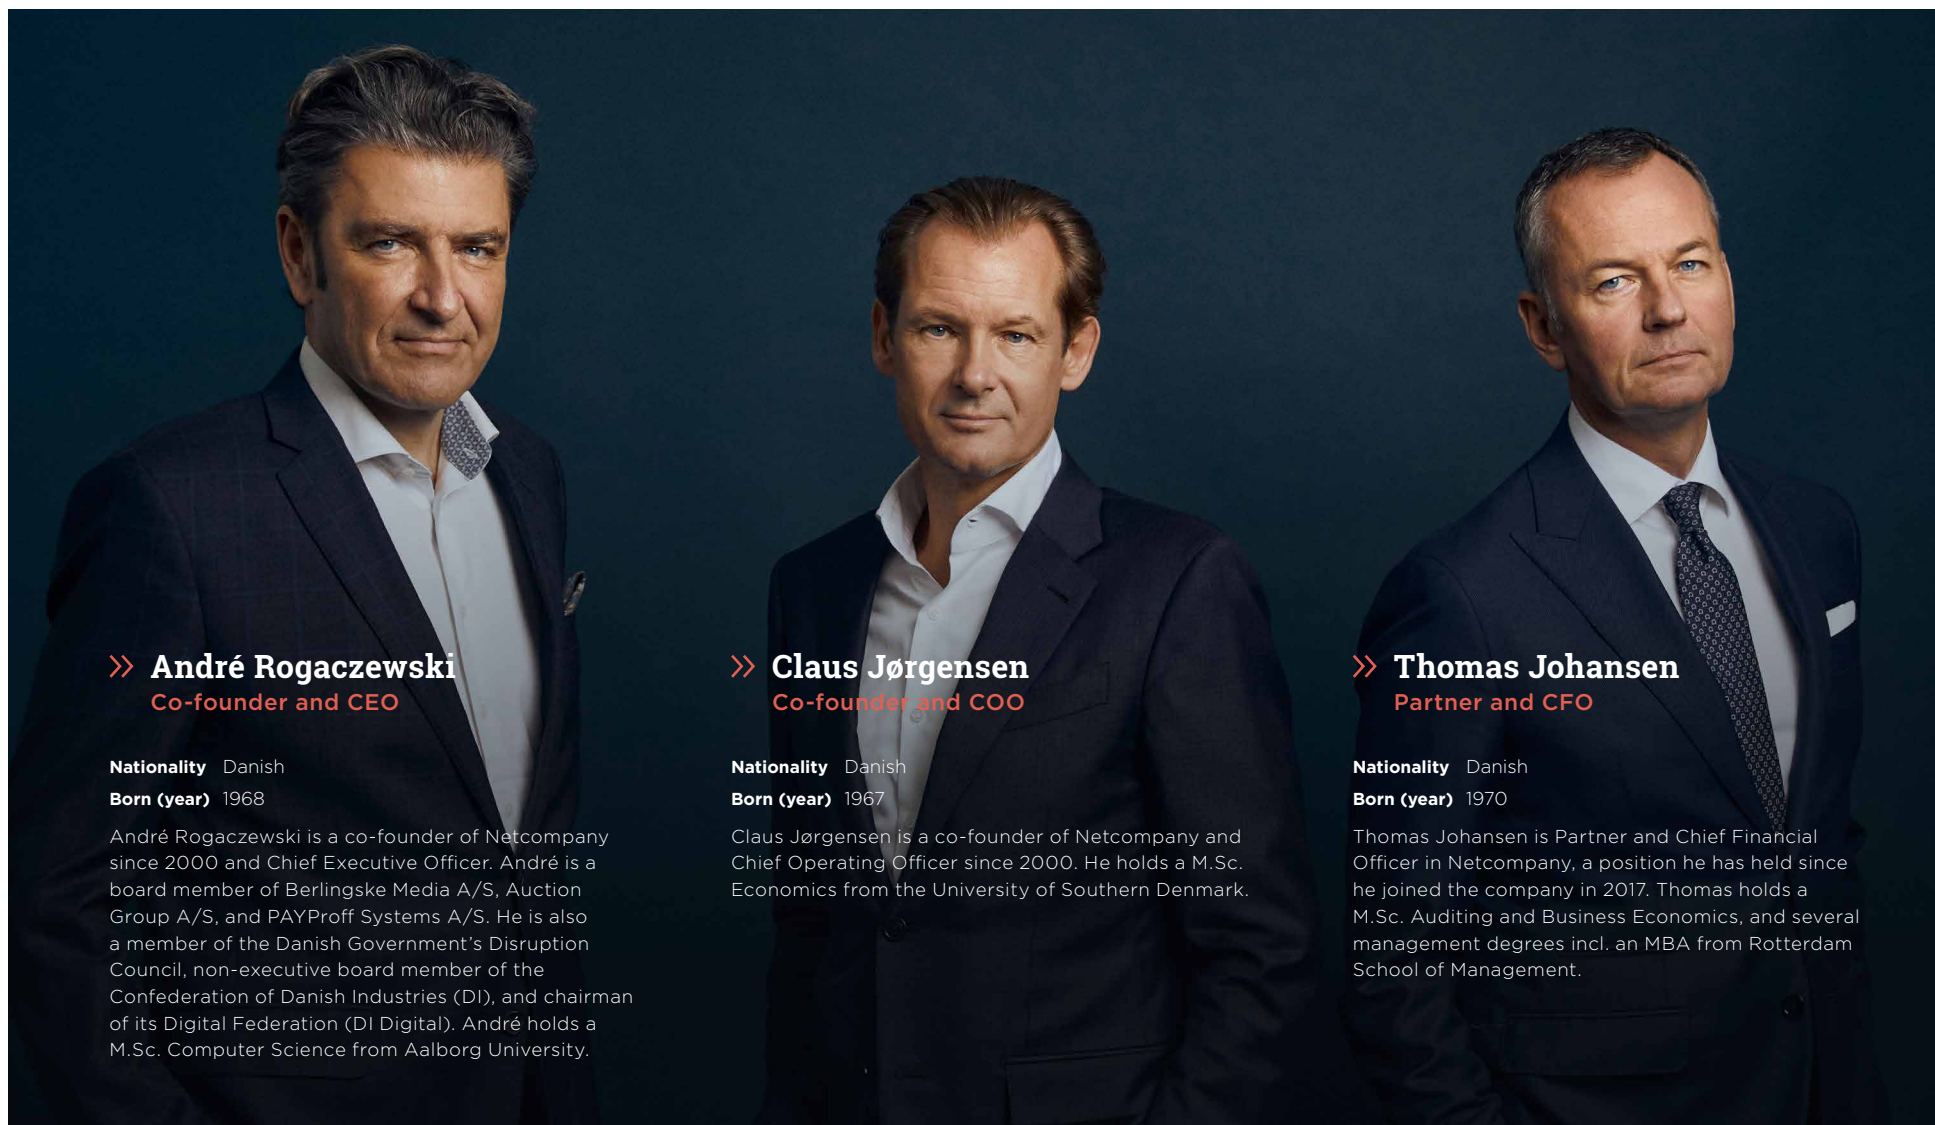 André Rogaczewski
Co-founder and CEO
Nationality Danish
Born (year) 1968
André Rogaczewski is a co-founder of Netcompany
since 2000 and Chief Executive Officer. André is a
board member of Berlingske Media A/S, Auction
Group A/S, and PAYProff Systems A/S. He is also
a member of the Danish Government’s Disruption
Council, non-executive board member of the
Confederation of Danish Industries (DI), and chairman
of its Digital Federation (DI Digital). André holds a
M.Sc. Computer Science from Aalborg University.
Claus Jørgensen
Co-founder and COO
Nationality Danish
Born (year) 1967
Claus Jørgensen is a co-founder of Netcompany and
Chief Operating Officer since 2000. He holds a M.Sc.
Economics from the University of Southern Denmark.
Thomas Johansen
Partner and CFO
Nationality Danish
Born (year) 1970
Thomas Johansen is Partner and Chief Financial
Officer in Netcompany, a position he has held since
he joined the company in 2017. Thomas holds a
M.Sc. Auditing and Business Economics, and several
management degrees incl. an MBA from Rotterdam
School of Management.